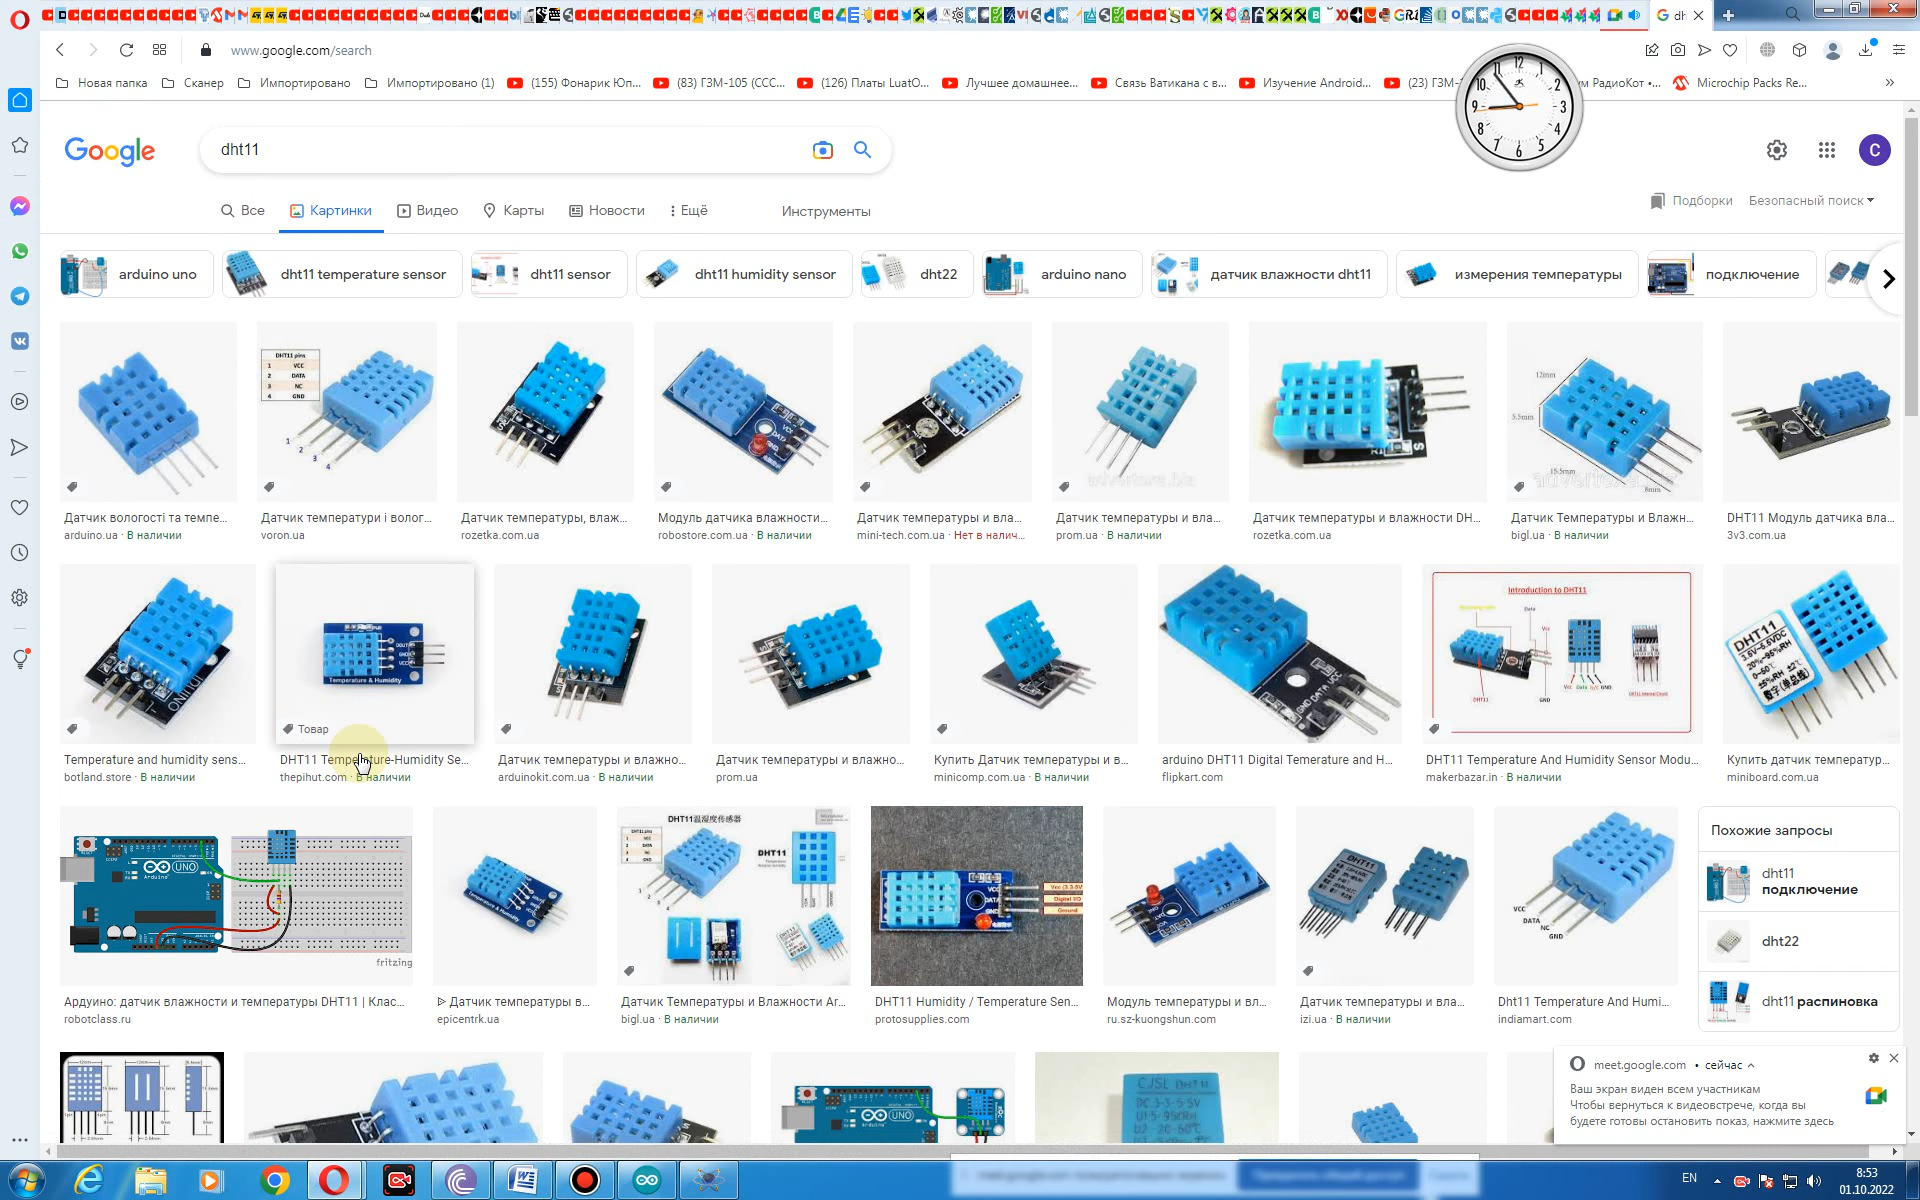 www.google.com/search
Новая папка
Сканер
Импортировано
Импортировано (1)
(155) Фонарик Юп...
(83) ГЗМ-105 (ССС...
(126) Платы LuatO...
Лучшее домашнее...
Связь Ватикана с в...
Изучение Android...
Microchip Packs Re...
Google
dht11
C
Все
Картинки
Видео
Карты
Новости
Ещё
Инструменты
Подборки
Безопасный поиск
arduino uno
dht11 temperature sensor
dht11 sensor
dht11 humidity sensor
dht22
arduino nano
датчик влажности dht11
измерения температуры
подключение
Датчик вологості та темпе...
arduino.ua · В наличии
Датчик температури і волог...
voron.ua
Датчик температуры, влаж...
rozetka.com.ua
Модуль датчика влажности...
robostore.com.ua · В наличии
Датчик температуры и вла...
mini-tech.com.ua · Нет в налич...
Датчик температуры и вла...
prom.ua · В наличии
Датчик температуры и влажности DH...
rozetka.com.ua
Датчик Температуры и Влажн...
bigl.ua · В наличии
DHT11 Модуль датчика вла...
3v3.com.ua
Temperature and humidity sens...
botland.store · В наличии
Товар
DHT11 Temperature-Humidity Se...
thepihut.com · В наличии
Датчик температуры и влажно...
arduinokit.com.ua · В наличии
Датчик температуры и влажно...
prom.ua
Купить Датчик температуры и в...
minicomp.com.ua · В наличии
arduino DHT11 Digital Temerature and H...
flipkart.com
Introduction to DHT11
DHT11 Temperature And Humidity Sensor Modu...
makerbazar.in · В наличии
Купить датчик температур...
miniboard.com.ua
fritzing
Ардуино: датчик влажности и температуры DHT11 | Клас...
robotclass.ru
ᐉ Датчик температуры в...
epicentrk.ua
Датчик Температуры и Влажности Ar...
bigl.ua · В наличии
DHT11 Humidity / Temperature Sen...
protosupplies.com
Модуль температуры и вл...
ru.sz-kuongshun.com
Датчик температуры и вла...
izi.ua · В наличии
VCC
DATA
NC
GND
Dht11 Temperature And Humi...
indiamart.com
Похожие запросы
dht11
подключение
dht22
dht11 распиновка
meet.google.com • сейчас
Ваш экран виден всем участникам
Чтобы вернуться к видеовстрече, когда вы
будете готовы остановить показ, нажмите здесь
EN
8:53
01.10.2022